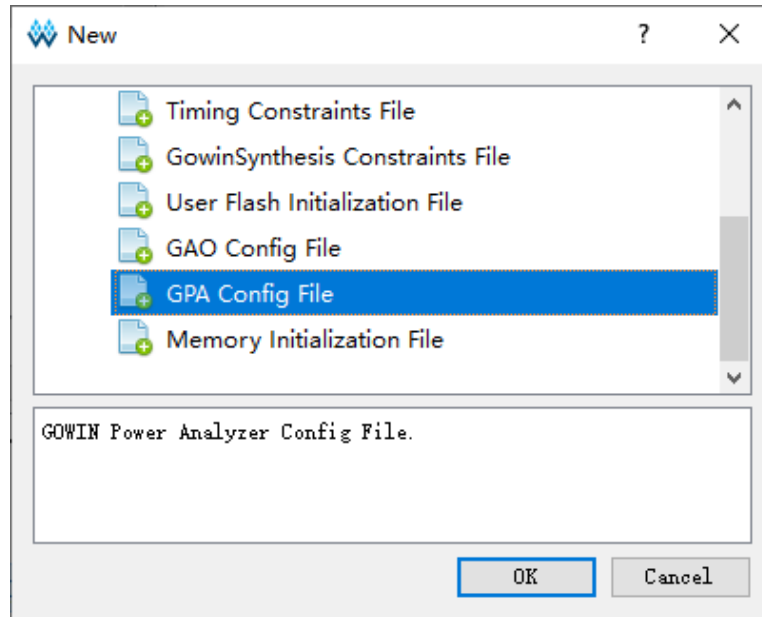 New
Timing Constraints File
GowinSynthesis Constraints File
User Flash Initialization File
GAO Config File
GPA Config File
Memory Initialization File
GOWIN Power Analyzer Config File.
OK Cancel